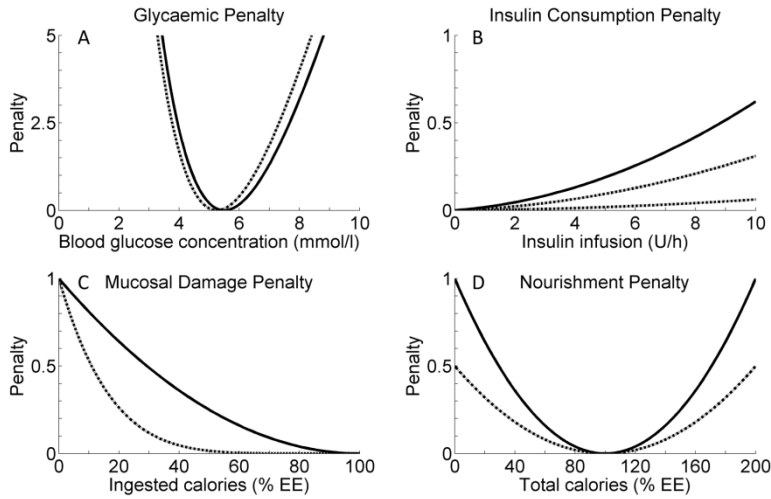 Glycaemic Penalty
A
5
2.5
0
Penalty
0 2 4 6 8 10
Blood glucose concentration (mmol/l)
Insulin Consumption Penalty
B
1
0.5
0
Penalty
0 2 4 6 8 10
Insulin infusion (U/h)
C Mucosal Damage Penalty
1
0.5
0
Penalty
0 20 40 60 80 100
Ingested calories (% EE)
D Nourishment Penalty
1
0.5
0
Penalty
0 40 80 120 160 200
Total calories (% EE)